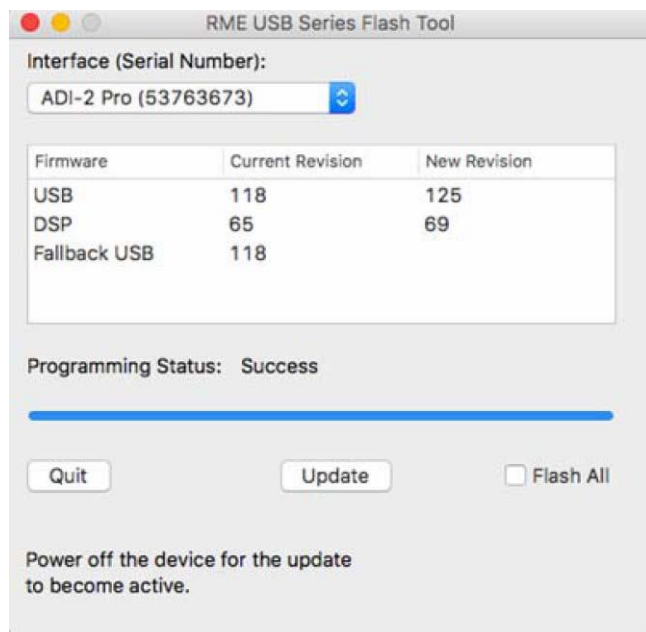 RME USB Series Flash Tool
Interface (Serial Number):
ADI-2 Pro (53763673)
Firmware Current Revision New Revision
USB 118 125
DSP 65 69
Fallback USB 118
Programming Status: Success
Quit Update Flash All
Power off the device for the update
to become active.